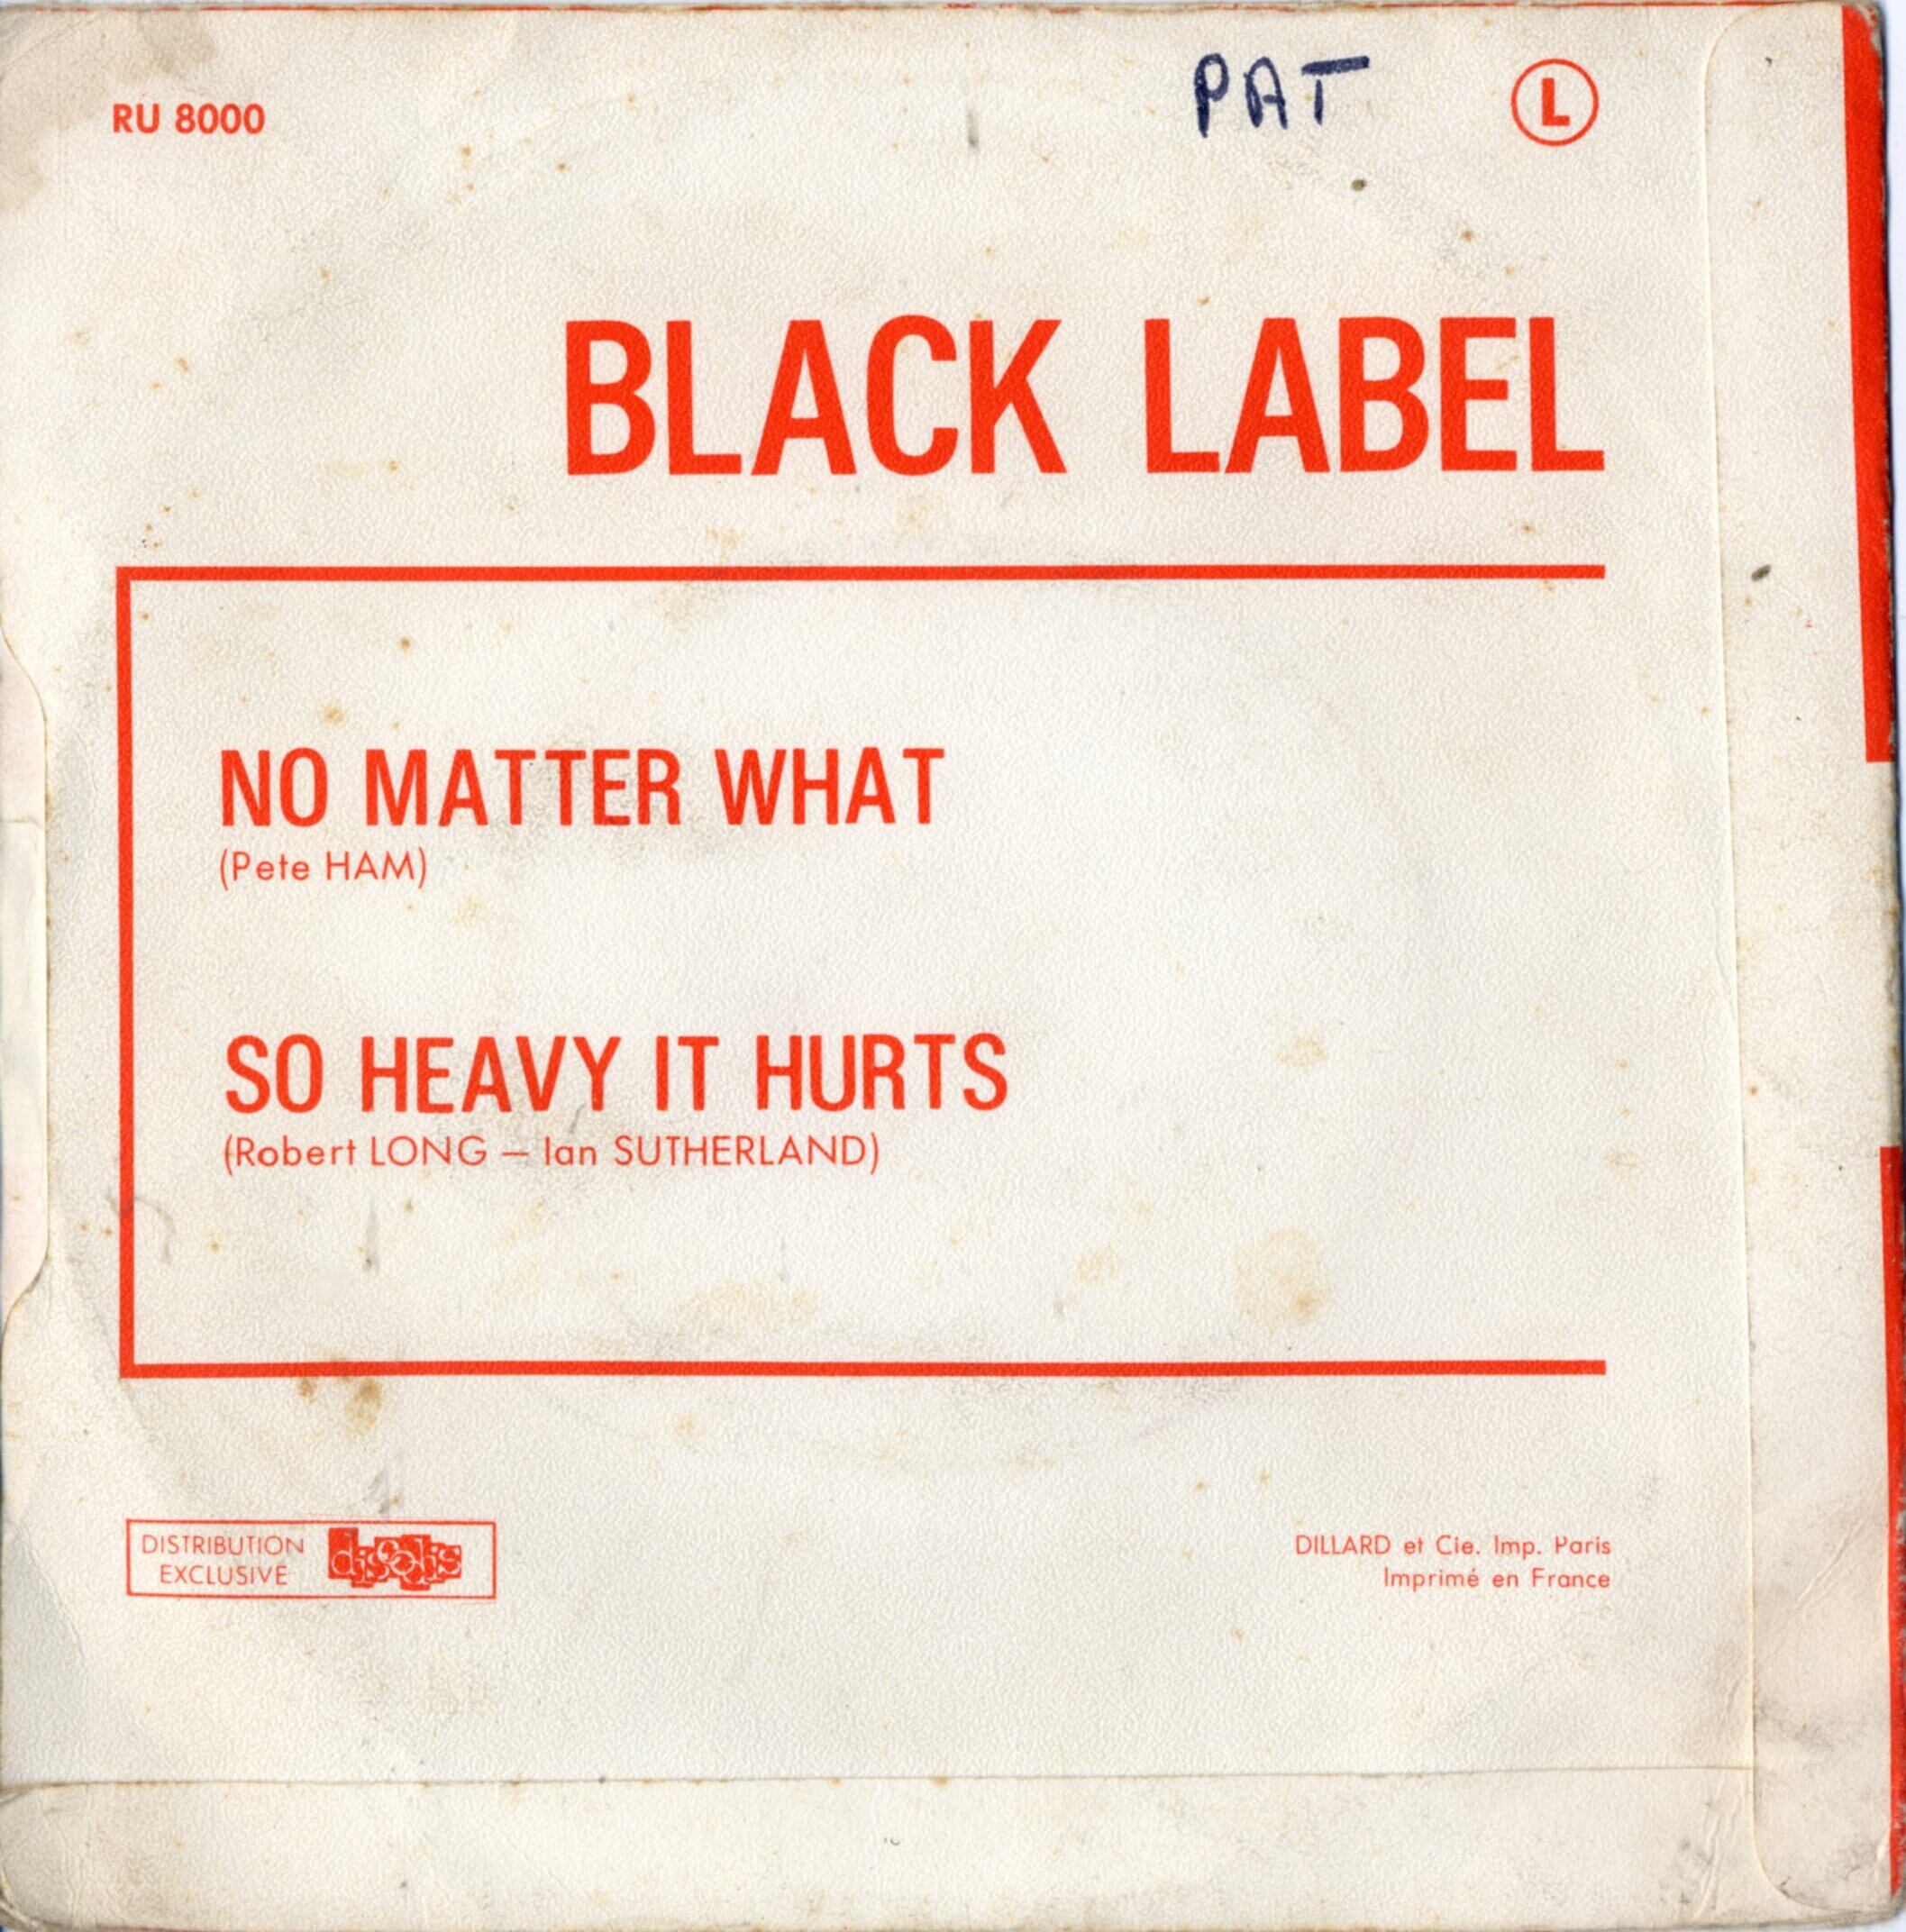 RU 8000
PAT
L
BLACK LABEL
NO MATTER WHAT
(Pete HAM)
SO HEAVY IT HURTS
(Robert LONG – Ian SUTHERLAND)
DISTRIBUTION
EXCLUSIVE
discodis
DILLARD et Cie. Imp. Paris
Imprimé en France